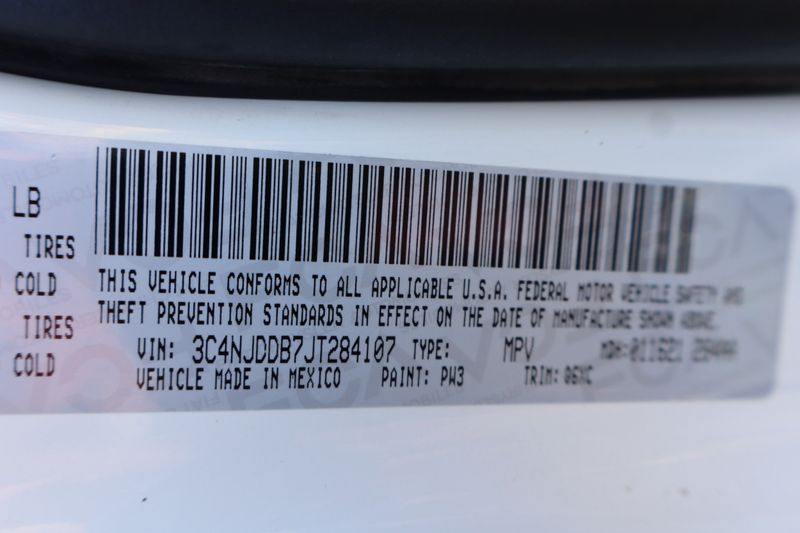 LB
TIRES
COLD
TIRES
COLD
THIS VEHICLE CONFORMS TO ALL APPLICABLE U.S.A. FEDERAL MOTOR VEHICLE SAFETY AND
THEFT PREVENTION STANDARDS IN EFFECT ON THE DATE OF MANUFACTURE SHOWN ABOVE.
VIN: 3C4NJDDB7JT284107 TYPE: MPV MDH:
VEHICLE MADE IN MEXICO PAINT: PW3 TRIM: 06XC